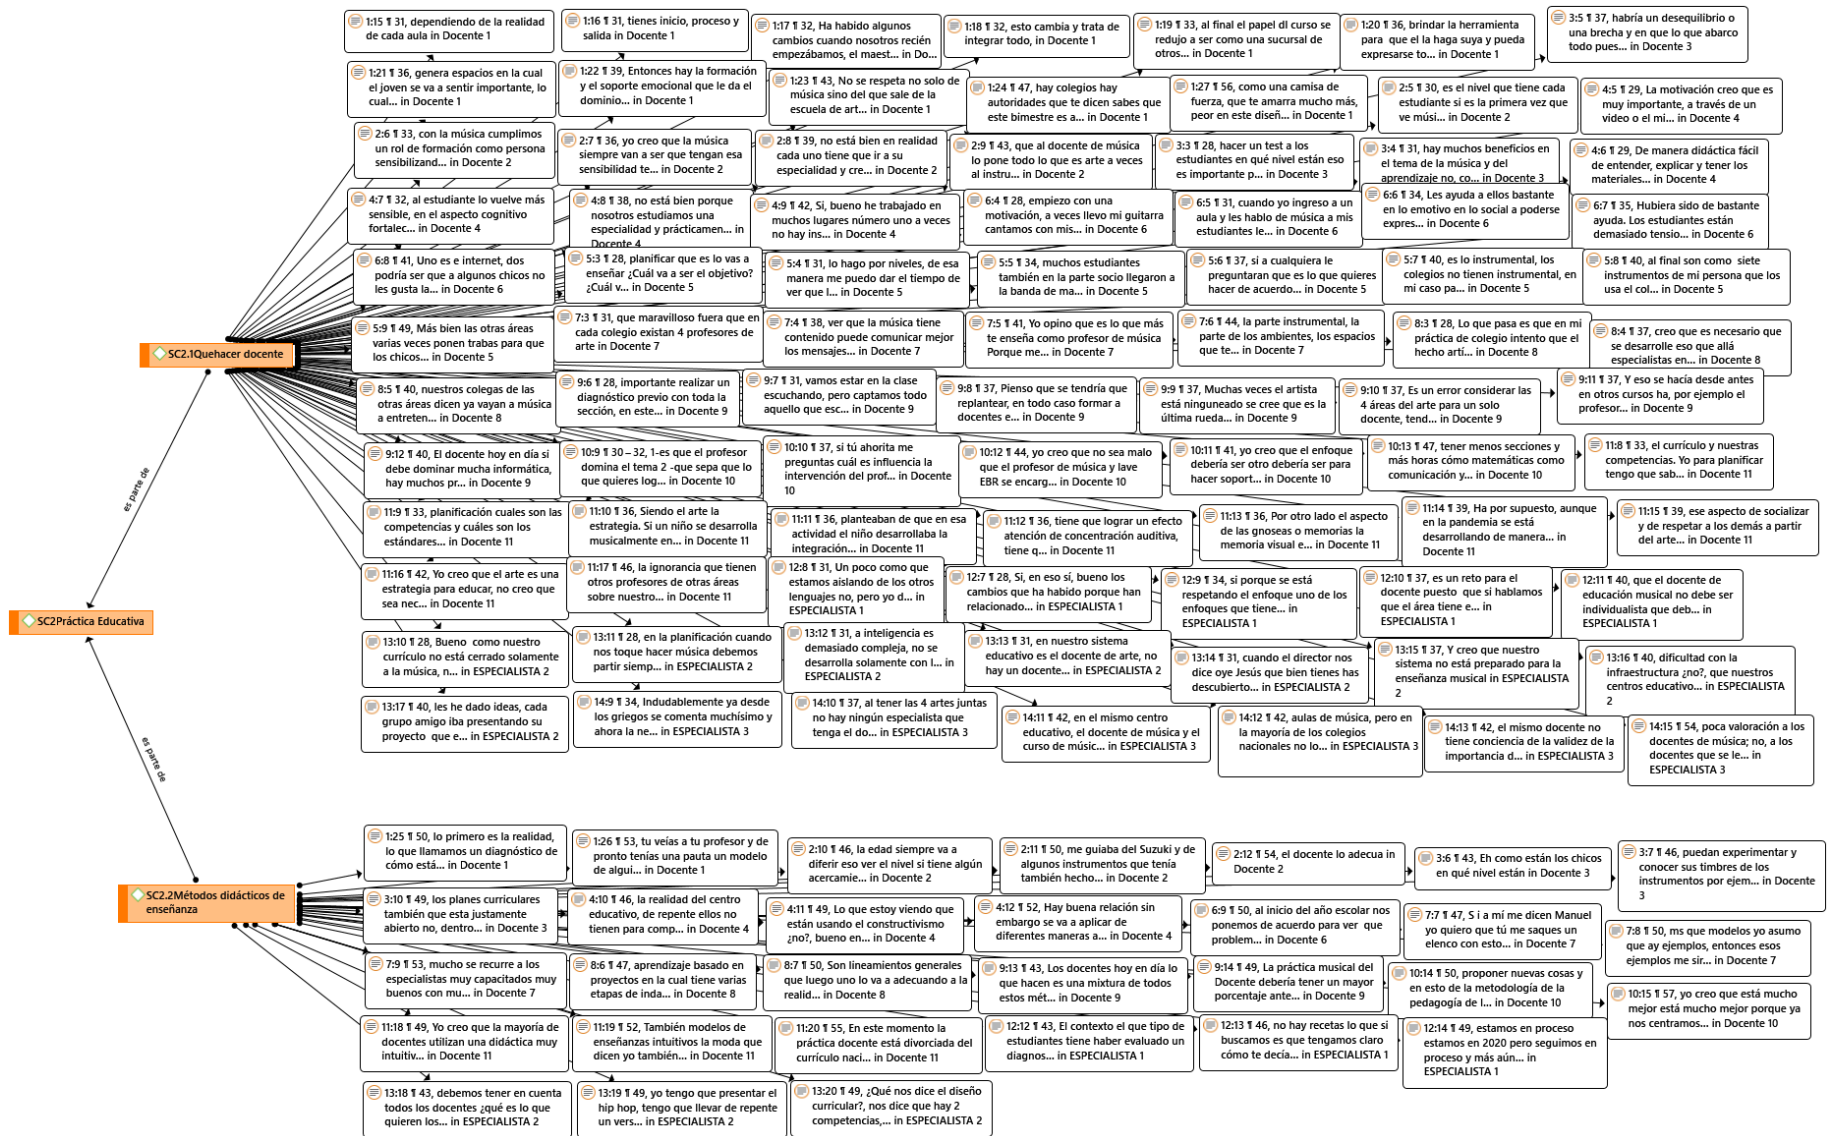 1:15 ¶ 31, dependiendo de la realidad
de cada aula in Docente 1
1:16 ¶ 31, tienes inicio, proceso y
salida in Docente 1
1:17 ¶ 32, Ha habido algunos
cambios cuando nosotros recién
empezábamos, el maest... in Do...
1:18 ¶ 32, esto cambía y trata de
integrar todo, in Docente 1
1:19 ¶ 33, al final el papel dl curso se
redujo a ser como una sucursal de
otros... in Docente 1
1:20 ¶ 36, brindar la herramienta
para que el la haga suya y pueda
expresarse to... in Docente 1
3:5 ¶ 37, habría un desequilibrio o
una brecha y en que lo que abarco
todo pues... in Docente 3
1:21 ¶ 36, genera espacios en la cual
el joven se va a sentir importante, lo
cual... in Docente 1
1:22 ¶ 39, Entonces hay la formación
y el soporte emocional que le da el
dominio... in Docente 1
1:23 ¶ 43, No se respeta no solo de
música sino del que sale de la
escuela de art... in Docente 1
1:24 ¶ 47, hay colegios hay
autoridades que te dicen sabes que
este bimestre es a... in Docente 1
1:27 ¶ 56, como una camisa de
fuerza, que te amarra mucho más,
peor en este diseñ... in Docente 1
2:5 ¶ 30, es el nivel que tiene cada
estudiante si es la primera vez que
ve músi... in Docente 2
4:5 ¶ 29, La motivación creo que es
muy importante, a través de un
video o el mi... in Docente 4
2:6 ¶ 33, con la música cumplimos
un rol de formación como persona
sensibilizand... in Docente 2
2:7 ¶ 36, yo creo que la música
siempre van a ser que tengan esa
sensibilidad te... in Docente 2
2:8 ¶ 39, no está bien en realidad
cada uno tiene que ir a su
especialidad y cre... in Docente 2
2:9 ¶ 43, que al docente de música
lo pone todo lo que es arte a veces
al instru... in Docente 2
3:3 ¶ 28, hacer un test a los
estudiantes en qué nivel están eso
es importante p... in Docente 3
3:4 ¶ 31, hay muchos beneficios en
el tema de la música y del
aprendizaje no, co... in Docente 3
4:6 ¶ 29, De manera didáctica fácil
de entender, explicar y tener los
materiales... in Docente 4
4:7 ¶ 32, al estudiante lo vuelve más
sensible, en el aspecto cognitivo
fortalec... in Docente 4
4:8 ¶ 38, no está bien porque
nosotros estudiamos una
especialidad y prácticamen... in
Docente 4
4:9 ¶ 42, Si, bueno he trabajado en
muchos lugares número uno a veces
no hay ins... in Docente 4
6:4 ¶ 28, empiezo con una
motivación, a veces llevo mi guitarra
cantamos con mis... in Docente 6
6:5 ¶ 31, cuando yo ingreso a un
aula y les hablo de música a mis
estudiantes le... in Docente 6
6:6 ¶ 34, Les ayuda a ellos bastante
en lo emotivo en lo social a poderse
expres... in Docente 6
6:7 ¶ 35, Hubiera sido de bastante
ayuda. Los estudiantes están
demasiado tensio... in Docente 6
6:8 ¶ 41, Uno es e internet, dos
podría ser que a algunos chicos no
les gusta la... in Docente 6
5:3 ¶ 28, planificar que es lo vas a
enseñar ¿Cuál va a ser el objetivo?
¿Cuál v... in Docente 5
5:4 ¶ 31, lo hago por niveles, de esa
manera me puedo dar el tiempo de
ver que l... in Docente 5
5:5 ¶ 34, muchos estudiantes
también en la parte socio llegaron a
la banda de ma... in Docente 5
5:6 ¶ 37, si a cualquiera le
preguntaran que es lo que quieres
hacer de acuerdo... in Docente 5
5:7 ¶ 40, es lo instrumental, los
colegios no tienen instrumental, en
mi caso pa... in Docente 5
5:8 ¶ 40, al final son como siete
instrumentos de mi persona que los
usa el col... in Docente 5
5:9 ¶ 49, Más bien las otras áreas
varias veces ponen trabas para que
los chicos... in Docente 5
7:3 ¶ 31, que maravilloso fuera que en
cada colegio existan 4 profesores de
arte in Docente 7
7:4 ¶ 38, ver que la música tiene
contenido puede comunicar mejor
los mensajes... in Docente 7
7:5 ¶ 41, Yo opino que es lo que más
te enseña como profesor de música
Porque me... in Docente 7
7:6 ¶ 44, la parte instrumental, la
parte de los ambientes, los espacios
que te... in Docente 7
8:3 ¶ 28, Lo que pasa es que en mi
práctica de colegio intento que el
hecho artí... in Docente 8
8:4 ¶ 37, creo que es necesario que
se desarrolle eso que allá
especialistas en... in Docente 8
SC2.1Quehacer docente
8:5 ¶ 40, nuestros colegas de las
otras áreas dicen ya vayan a música
a entreten... in Docente 8
9:6 ¶ 28, importante realizar un
diagnóstico previo con toda la
sección, en este... in Docente 9
9:7 ¶ 31, vamos estar en la clase
escuchando, pero captamos todo
aquello que esc... in Docente 9
9:8 ¶ 37, Pienso que se tendría que
replantear, en todo caso formar a
docentes e... in Docente 9
9:9 ¶ 37, Muchas veces el artista
está ninguneado se cree que es la
última rueda... in Docente 9
9:10 ¶ 37, Es un error considerar las
4 áreas del arte para un solo
docente, tend... in Docente 9
9:11 ¶ 37, Y eso se hacía desde antes
en otros cursos ha, por ejemplo el
profesor... in Docente 9
9:12 ¶ 40, El docente hoy en día si
debe dominar mucha informática,
hay muchos pr... in Docente 9
10:9 ¶ 30 – 32, 1-es que el profesor
domina el tema 2 -que sepa que lo
que quieres log... in Docente 10
10:10 ¶ 37, si tú ahorita me
preguntas cuál es influencia la
intervención del prof... in Docente
10
10:12 ¶ 44, yo creo que no sea malo
que el profesor de música y lave
EBR se encarg... in Docente 10
10:11 ¶ 41, yo creo que el enfoque
debería ser otro debería ser para
hacer soport... in Docente 10
10:13 ¶ 47, tener menos secciones y
más horas cómo matemáticas como
comunicación y... in Docente 10
11:8 ¶ 33, el currículo y nuestras
competencias. Yo para planificar
tengo que sab... in Docente 11
es parte de
11:9 ¶ 33, planificación cuales son las
competencias y cuáles son los
estándares... in Docente 11
11:10 ¶ 36, Siendo el arte la
estrategia. Si un niño se desarrolla
musicalmente en... in Docente 11
11:11 ¶ 36, planteaban de que en esa
actividad el niño desarrollaba la
integración... in Docente 11
11:12 ¶ 36, tiene que lograr un efecto
atención de concentración auditiva,
tiene q... in Docente 11
11:13 ¶ 36, Por otro lado el aspecto
de las gnoseas o memorias la
memoria visual e... in Docente 11
11:14 ¶ 39, Ha por supuesto, aunque
en la pandemia se está
desarrollando de manera... in
Docente 11
11:15 ¶ 39, ese aspecto de socializar
y de respetar a los demás a partir
del arte... in Docente 11
11:16 ¶ 42, Yo creo que el arte es una
estrategia para educar, no creo que
sea nec... in Docente 11
11:17 ¶ 46, la ignorancia que tienen
otros profesores de otras áreas
sobre nuestro... in Docente 11
12:8 ¶ 31, Un poco como que
estamos aislando de los otros
lenguajes no, pero yo d... in
ESPECIALISTA 1
12:7 ¶ 28, Si, en eso sí, bueno los
cambios que ha habido porque han
relacionado... in ESPECIALISTA 1
12:9 ¶ 34, si porque se está
respetando el enfoque uno de los
enfoques que tiene... in
ESPECIALISTA 1
12:10 ¶ 37, es un reto para el
docente puesto que si hablamos
que el área tiene e... in
ESPECIALISTA 1
12:11 ¶ 40, que el docente de
educación musical no debe ser
individualista que deb... in
ESPECIALISTA 1
SC2Práctica Educativa
13:10 ¶ 28, Bueno como nuestro
currículo no está cerrado solamente
a la música, n... in ESPECIALISTA 2
13:11 ¶ 28, en la planificación cuando
nos toque hacer música debemos
partir siemp... in ESPECIALISTA 2
13:12 ¶ 31, a inteligencia es
demasiado compleja, no se
desarrolla solamente con l... in
ESPECIALISTA 2
13:13 ¶ 31, en nuestro sistema
educativo es el docente de arte, no
hay un docente... in ESPECIALISTA 2
13:14 ¶ 31, cuando el director nos
dice oye Jesús que bien tienes has
descubierto... in ESPECIALISTA 2
13:15 ¶ 37, Y creo que nuestro
sistema no está preparado para la
enseñanza musical in ESPECIALISTA
2
13:16 ¶ 40, dificultad con la
infraestructura ¿no?, que nuestros
centros educativo... in ESPECIALISTA
2
13:17 ¶ 40, les he dado ideas, cada
grupo amigo iba presentando su
proyecto que e... in ESPECIALISTA 2
14:9 ¶ 34, Indudablemente ya desde
los griegos se comenta muchísimo y
ahora la ne... in ESPECIALISTA 3
14:10 ¶ 37, al tener las 4 artes juntas
no hay ningún especialista que
tenga el do... in ESPECIALISTA 3
14:11 ¶ 42, en el mismo centro
educativo, el docente de música y el
curso de músic... in ESPECIALISTA 3
14:12 ¶ 42, aulas de música, pero en
la mayoría de los colegios
nacionales no lo... in ESPECIALISTA 3
14:13 ¶ 42, el mismo docente no
tiene conciencia de la validez de la
importancia d... in ESPECIALISTA 3
14:15 ¶ 54, poca valoración a los
docentes de música; no, a los
docentes que se le... in
ESPECIALISTA 3
es parte de
1:25 ¶ 50, lo primero es la realidad,
lo que llamamos un diagnóstico de
cómo está... in Docente 1
1:26 ¶ 53, tu veías a tu profesor y de
pronto tenías una pauta un modelo
de algui... in Docente 1
2:10 ¶ 46, la edad siempre va a
diferir eso ver el nivel si tiene algún
acercamie... in Docente 2
2:11 ¶ 50, me guiaba del Suzuki y de
algunos instrumentos que tenía
también hecho... in Docente 2
2:12 ¶ 54, el docente lo adecua in
Docente 2
3:6 ¶ 43, Eh como están los chicos
en qué nivel están in Docente 3
3:7 ¶ 46, puedan experimentar y
conocer sus timbres de los
instrumentos por ejem... in Docente
3
SC2.2Métodos didácticos de
enseñanza
3:10 ¶ 49, los planes curriculares
también que esta justamente
abierto no, dentro... in Docente 3
4:10 ¶ 46, la realidad del centro
educativo, de repente ellos no
tienen para comp... in Docente 4
4:11 ¶ 49, Lo que estoy viendo que
están usando el constructivismo
¿no?, bueno en... in Docente 4
4:12 ¶ 52, Hay buena relación sin
embargo se va a aplicar de
diferentes maneras a... in Docente 4
6:9 ¶ 50, al inicio del año escolar nos
ponemos de acuerdo para ver que
problem... in Docente 6
7:7 ¶ 47, S i a mí me dicen Manuel
yo quiero que tú me saques un
elenco con esto... in Docente 7
7:8 ¶ 50, ms que modelos yo asumo
que ay ejemplos, entonces esos
ejemplos me sir... in Docente 7
7:9 ¶ 53, mucho se recurre a los
especialistas muy capacitados muy
buenos con mu... in Docente 7
8:6 ¶ 47, aprendizaje basado en
proyectos en la cual tiene varias
etapas de inda... in Docente 8
8:7 ¶ 50, Son lineamientos generales
que luego uno lo va a adecuando a la
realid... in Docente 8
9:13 ¶ 43, Los docentes hoy en día lo
que hacen es una mixtura de todos
estos mét... in Docente 9
9:14 ¶ 49, La práctica musical del
Docente debería tener un mayor
porcentaje ante... in Docente 9
10:14 ¶ 50, proponer nuevas cosas y
en esto de la metodología de la
pedagogía de l... in Docente 10
10:15 ¶ 57, yo creo que está mucho
mejor está mucho mejor porque ya
nos centramos... in Docente 10
11:18 ¶ 49, Yo creo que la mayoría de
docentes utilizan una didáctica muy
intuitiv... in Docente 11
11:19 ¶ 52, También modelos de
enseñanzas intuitivos la moda que
dicen yo también... in Docente 11
11:20 ¶ 55, En este momento la
práctica docente está divorciada del
currículo naci... in Docente 11
12:12 ¶ 43, El contexto el que tipo de
estudiantes tiene haber evaluado un
diagnos... in ESPECIALISTA 1
12:13 ¶ 46, no hay recetas lo que si
buscamos es que tengamos claro
cómo te decía... in ESPECIALISTA 1
12:14 ¶ 49, estamos en proceso
estamos en 2020 pero seguimos en
proceso y más aún... in
ESPECIALISTA 1
13:18 ¶ 43, debemos tener en cuenta
todos los docentes ¿qué es lo que
quieren los... in ESPECIALISTA 2
13:19 ¶ 49, yo tengo que presentar el
hip hop, tengo que llevar de repente
un vers... in ESPECIALISTA 2
13:20 ¶ 49, ¿Qué nos dice el diseño
curricular?, nos dice que hay 2
competencias,... in ESPECIALISTA 2